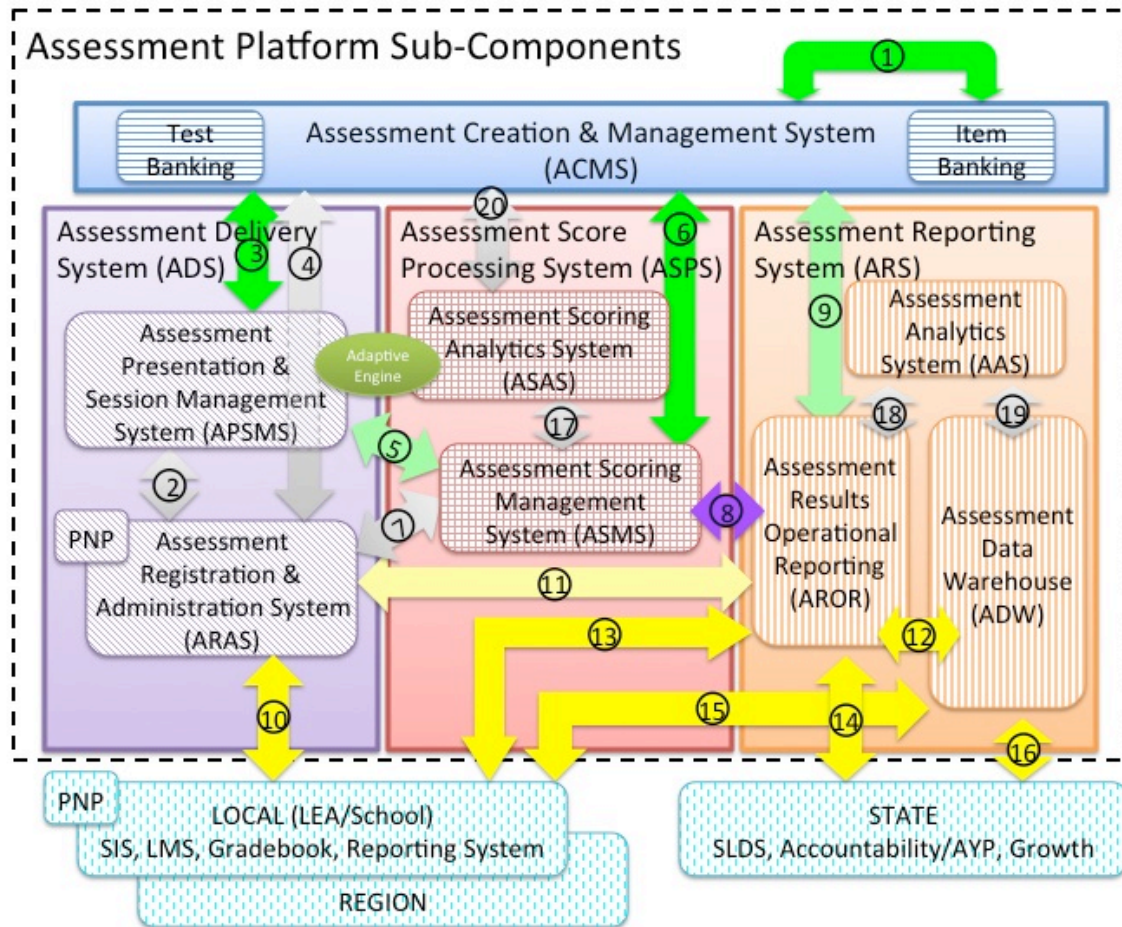 Assessment Platform Sub-Components
1
Test
Banking
Assessment Creation & Management System
(ACMS)
Item
Banking
Assessment Delivery
System (ADS)
3
4
20
Assessment Score
Processing System (ASPS)
6
Assessment Reporting
System (ARS)
9
Assessment
Presentation &
Session Management
System (APSMS)
Adaptive
Engine
Assessment Scoring
Analytics System
(ASAS)
Assessment
Analytics
System (AAS)
5
17
18
19
2
Assessment Scoring
Management
System (ASMS)
8
Assessment
Results
Operational
Reporting
(AROR)
Assessment
Data
Warehouse
(ADW)
PNP
Assessment
Registration &
Administration System
(ARAS)
7
11
13
12
10
15
14
16
PNP
LOCAL (LEA/School)
SIS, LMS, Gradebook, Reporting System
REGION
STATE
SLDS, Accountability/AYP, Growth